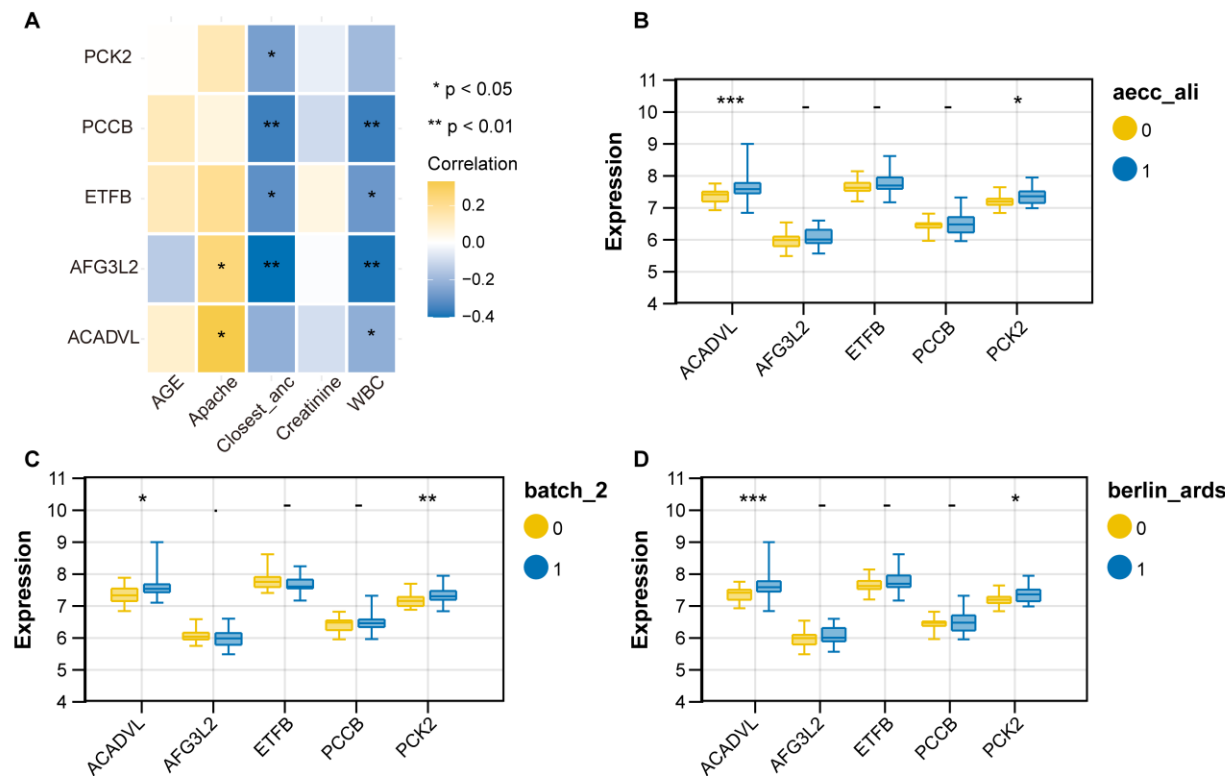 A
PCK2
*
PCCB
**
**
ETFB
*
*
AFG3L2
*
**
**
ACADVL
*
*
AGE
Apache
Closest_anc
Creatinine
WBC
* p < 0.05
** p < 0.01
Correlation
0.2
0.0
−0.2
−0.4
B
11
10
9
8
7
6
5
4
Expression
***
-
-
-
*
ACADVL
AFG3L2
ETFB
PCCB
PCK2
aecc_ali
0
1
C
11
10
9
8
7
6
5
4
Expression
*
.
-
-
**
ACADVL
AFG3L2
ETFB
PCCB
PCK2
batch_2
0
1
D
11
10
9
8
7
6
5
4
Expression
***
-
-
-
*
ACADVL
AFG3L2
ETFB
PCCB
PCK2
berlin_ards
0
1